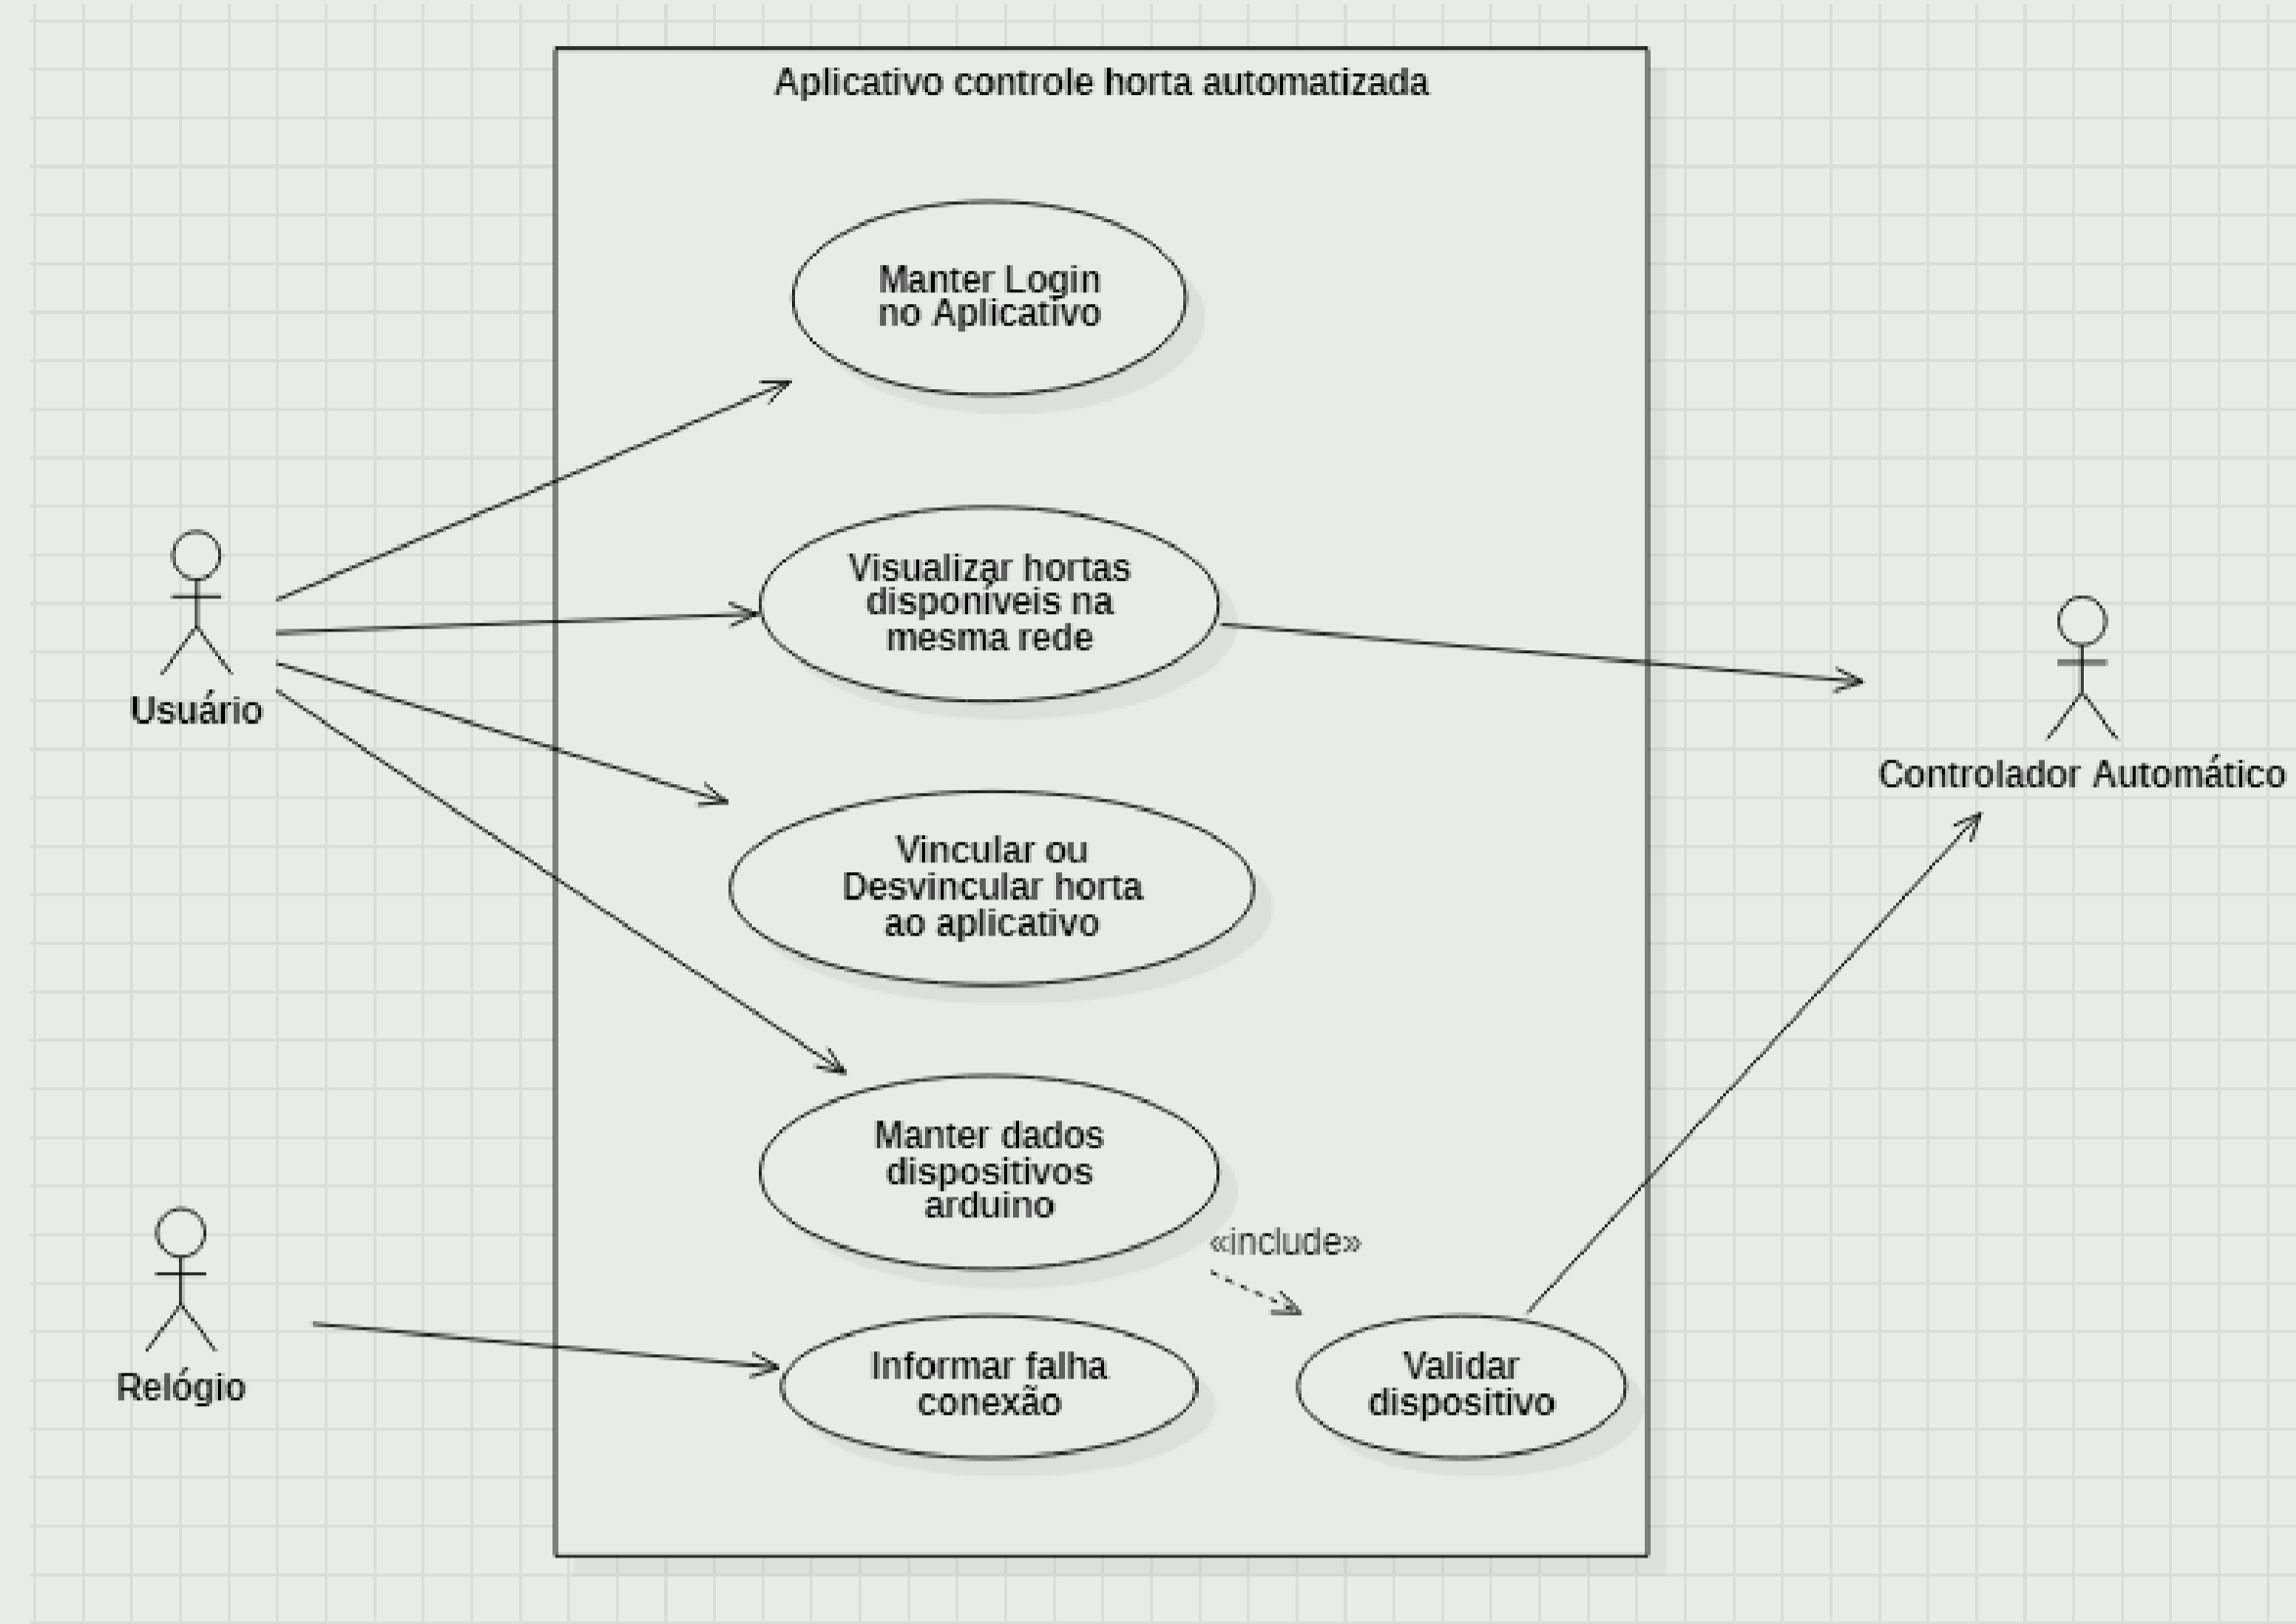 Aplicativo controle horta automatizada
Manter Login
no Aplicativo
Visualizar hortas
disponíveis na
mesma rede
Usuário
Controlador Automático
Vincular ou
Desvincular horta
ao aplicativo
Manter dados
dispositivos
arduino
«include»
Relógio
Informar falha
conexão
Validar
dispositivo